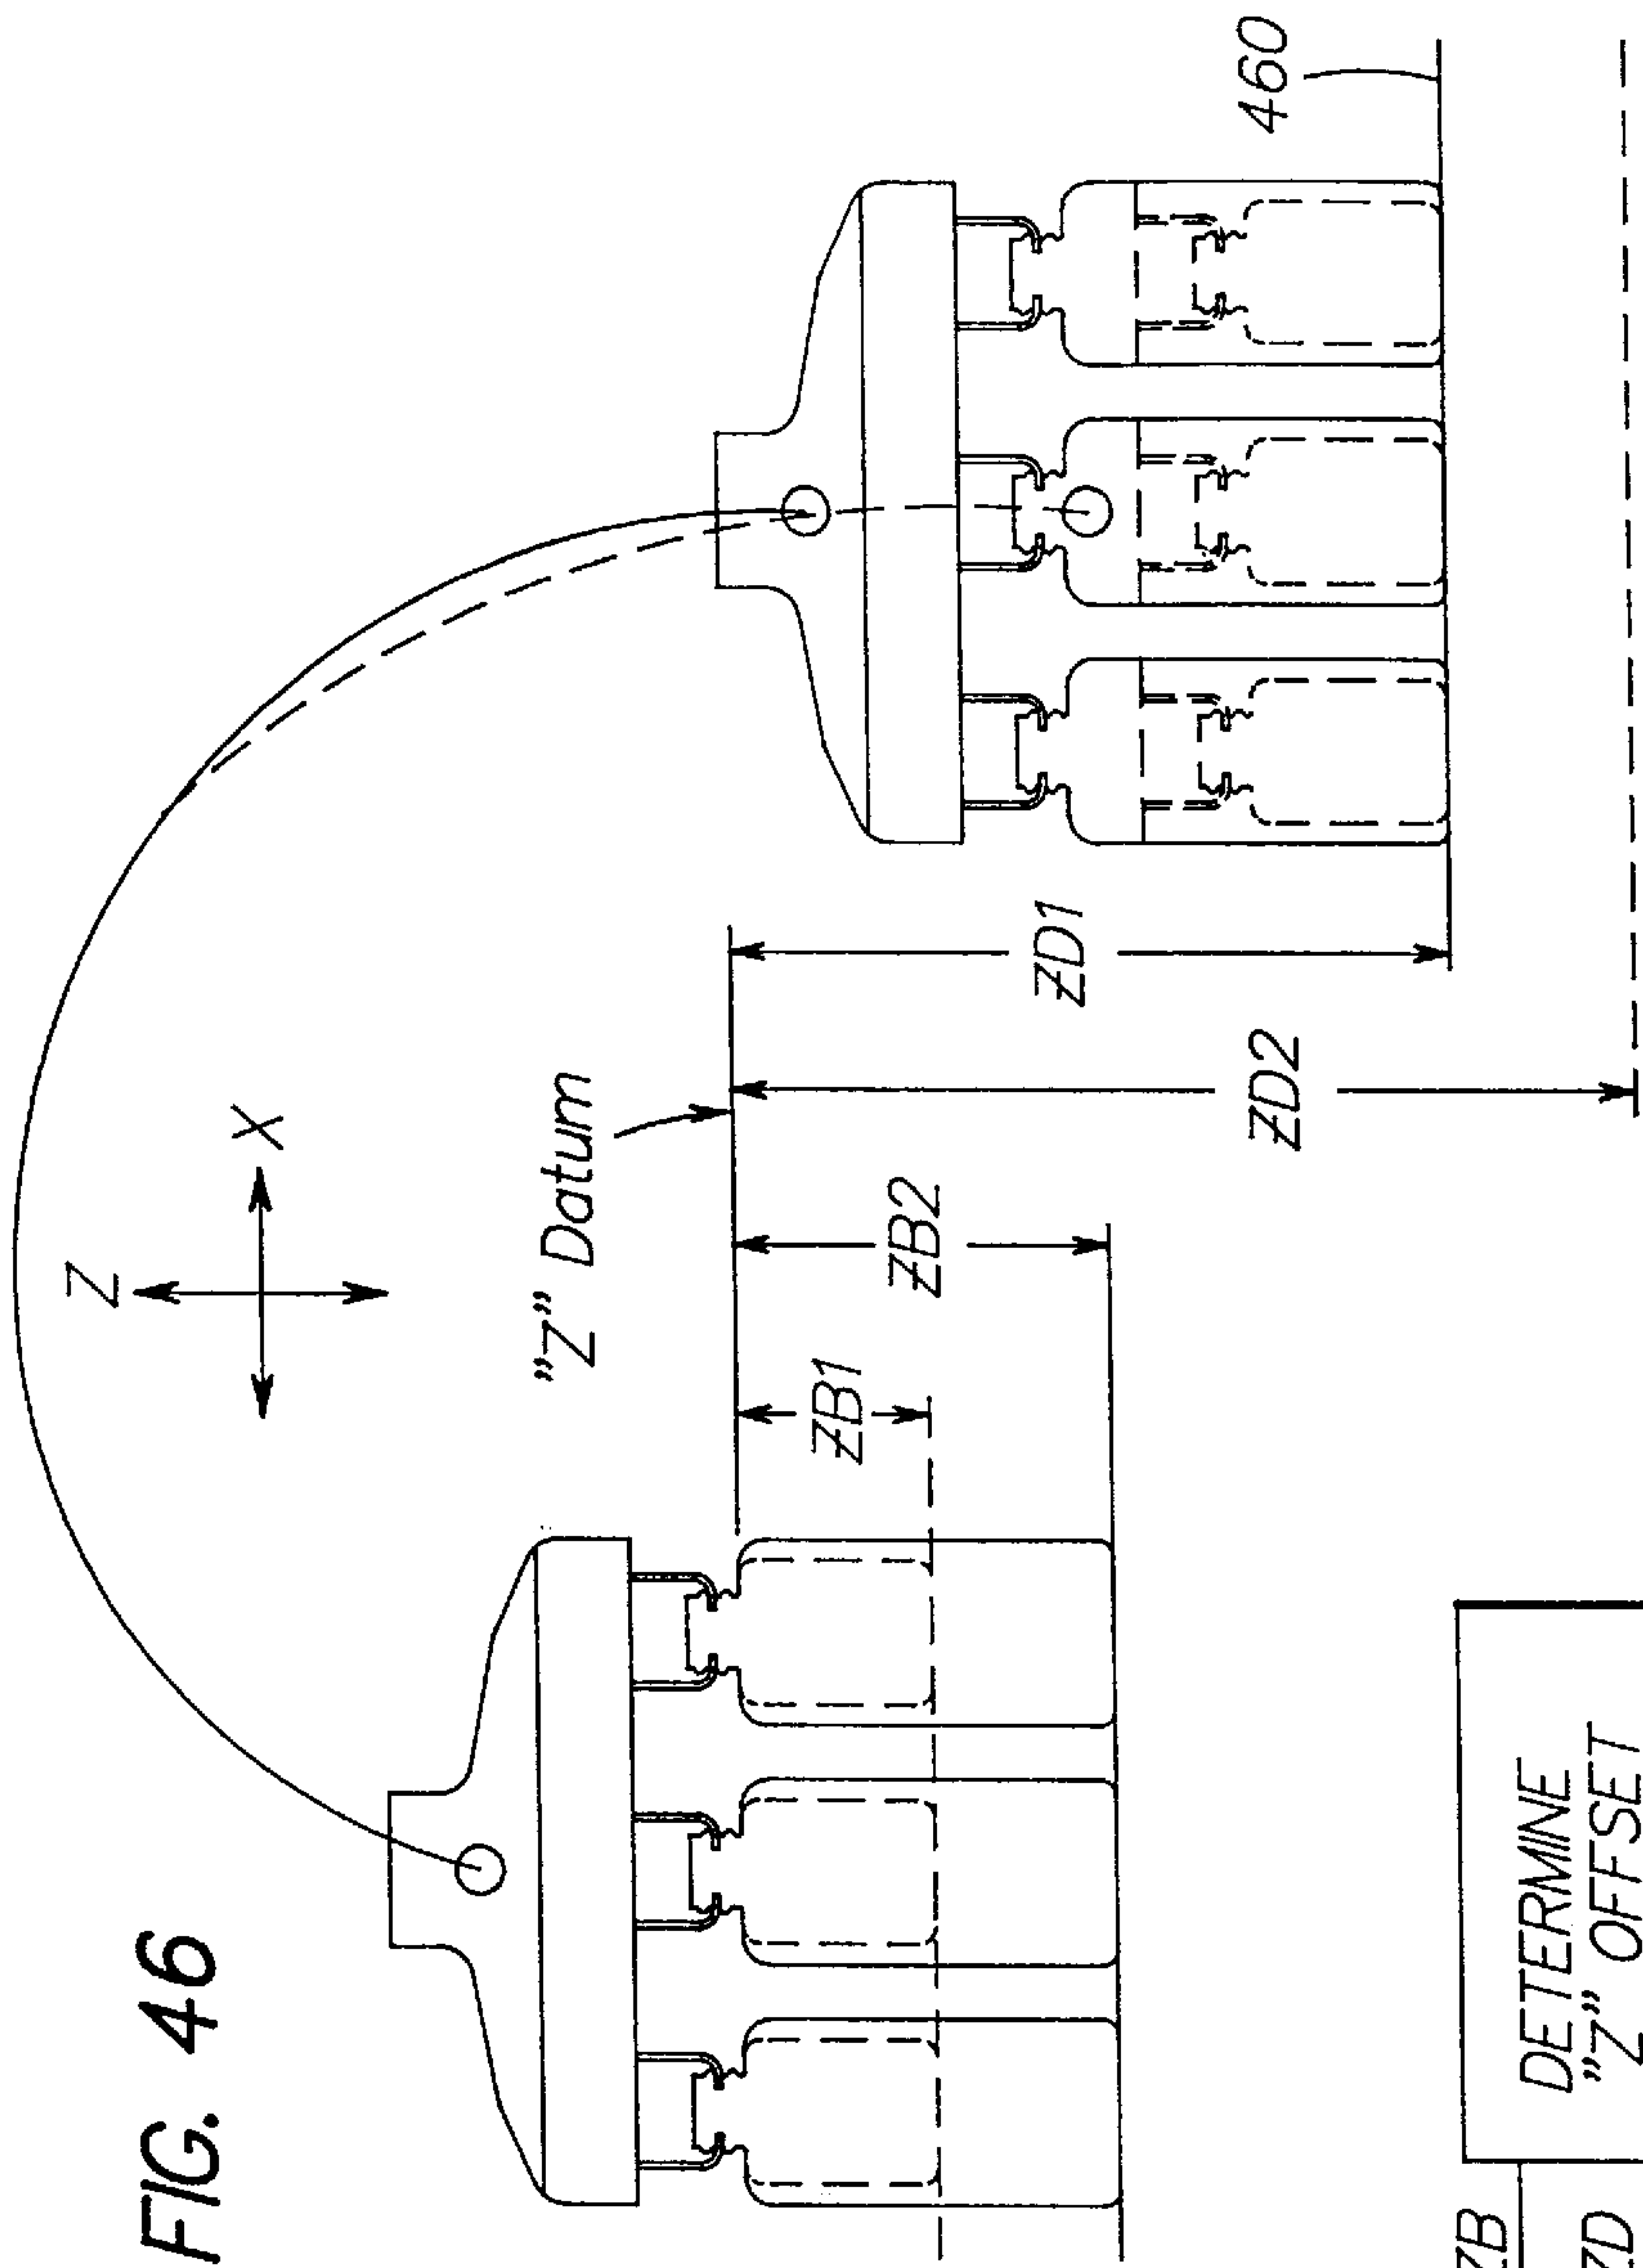 FIG. 46
Z
X
"Z" Datum
ZB1
ZB2
ZD1
ZD2
460
ZB
ZD
DETERMINE
"Z" OFFSET